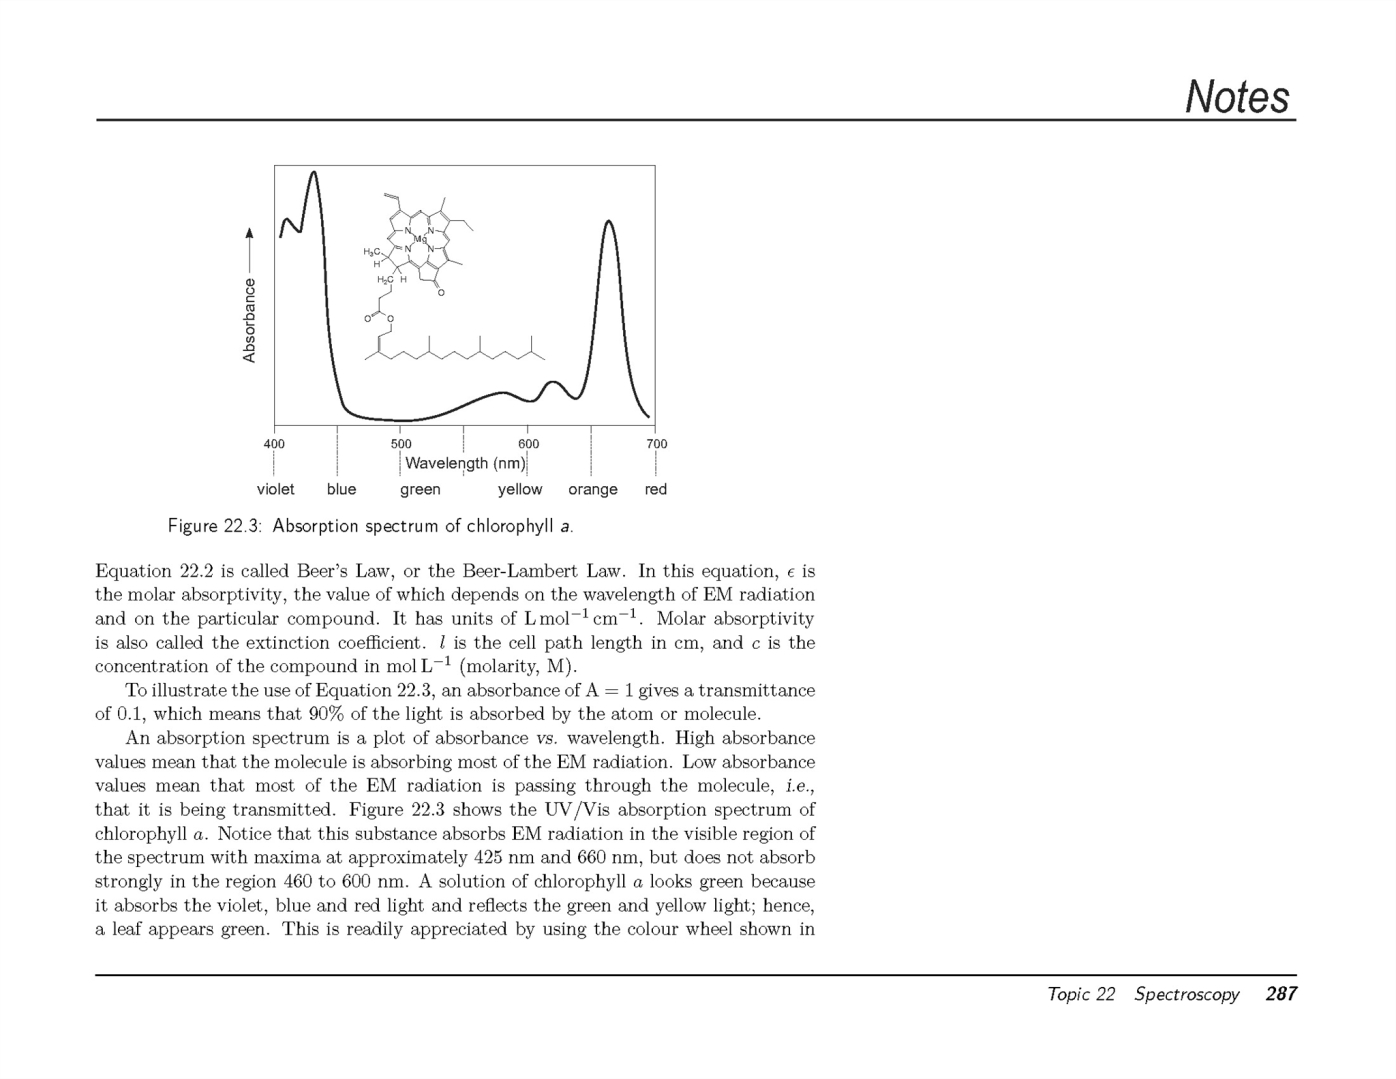 Notes
H₃C
H
N
N
Mg
N
N
H₂C H
O
O
O
Absorbance
400 500 600 700
Wavelength (nm)
violet blue green yellow orange red
Figure 22.3: Absorption spectrum of chlorophyll a.
Equation 22.2 is called Beer's Law, or the Beer-Lambert Law. In this equation, ϵ is
the molar absorptivity, the value of which depends on the wavelength of EM radiation
and on the particular compound. It has units of L mol⁻¹ cm⁻¹. Molar absorptivity
is also called the extinction coefficient. l is the cell path length in cm, and c is the
concentration of the compound in mol L⁻¹ (molarity, M).
To illustrate the use of Equation 22.3, an absorbance of A = 1 gives a transmittance
of 0.1, which means that 90% of the light is absorbed by the atom or molecule.
An absorption spectrum is a plot of absorbance vs. wavelength. High absorbance
values mean that the molecule is absorbing most of the EM radiation. Low absorbance
values mean that most of the EM radiation is passing through the molecule, i.e.,
that it is being transmitted. Figure 22.3 shows the UV/Vis absorption spectrum of
chlorophyll a. Notice that this substance absorbs EM radiation in the visible region of
the spectrum with maxima at approximately 425 nm and 660 nm, but does not absorb
strongly in the region 460 to 600 nm. A solution of chlorophyll a looks green because
it absorbs the violet, blue and red light and reflects the green and yellow light; hence,
a leaf appears green. This is readily appreciated by using the colour wheel shown in
Topic 22 Spectroscopy 287